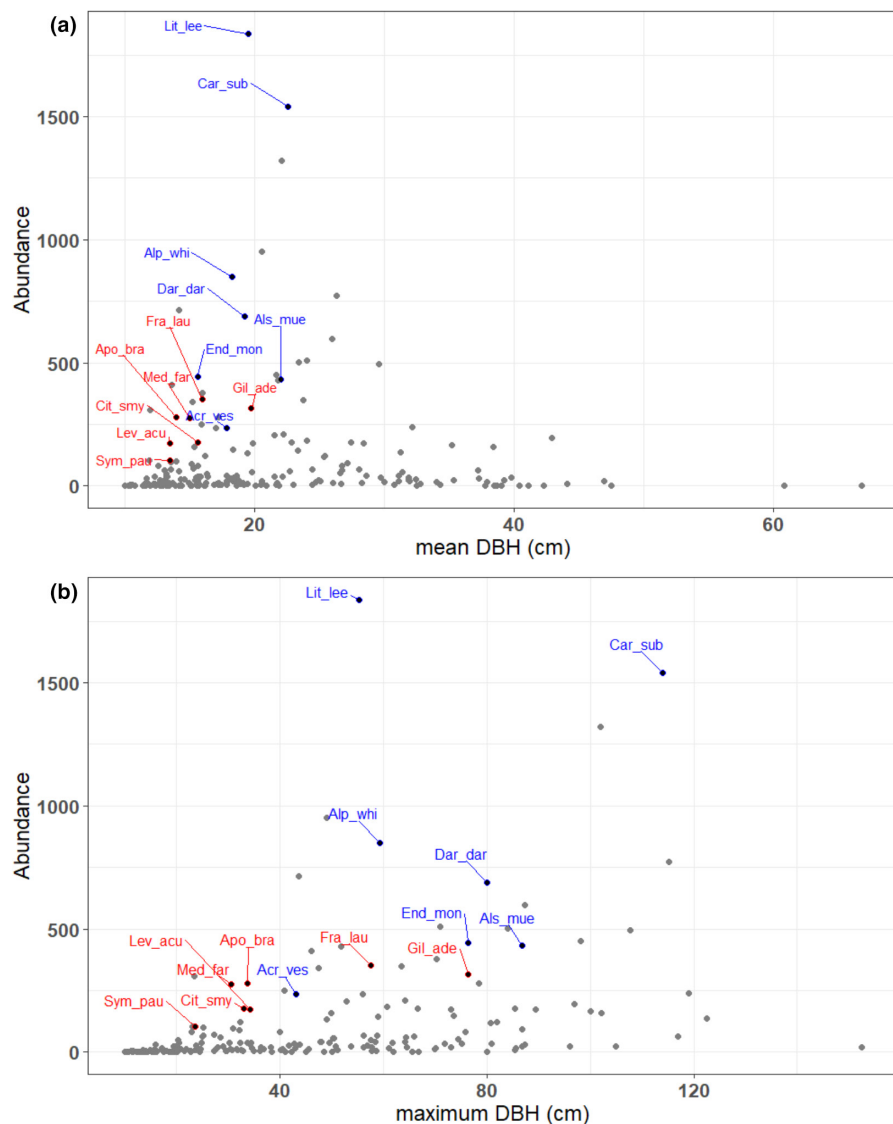 (a)
Lit_lee
Car_sub
1500
Abundance
1000
Alp_whi
Dar_dar
Fra_lau
Als_mue
Apo_bra
End_mon
500
Med_far
Gil_ade
Cit_smy
Acr_ves
Lev_acu
Sym_pau
0
20 40 60
mean DBH (cm)
(b)
Lit_lee
Car_sub
1500
Abundance
1000
Alp_whi
Dar_dar
End_mon
Als_mue
500
Lev_acu Apo_bra Fra_lau
Gil_ade
Med_far Acr_ves
Sym_pau Cit_smy
0
40 80 120
maximum DBH (cm)